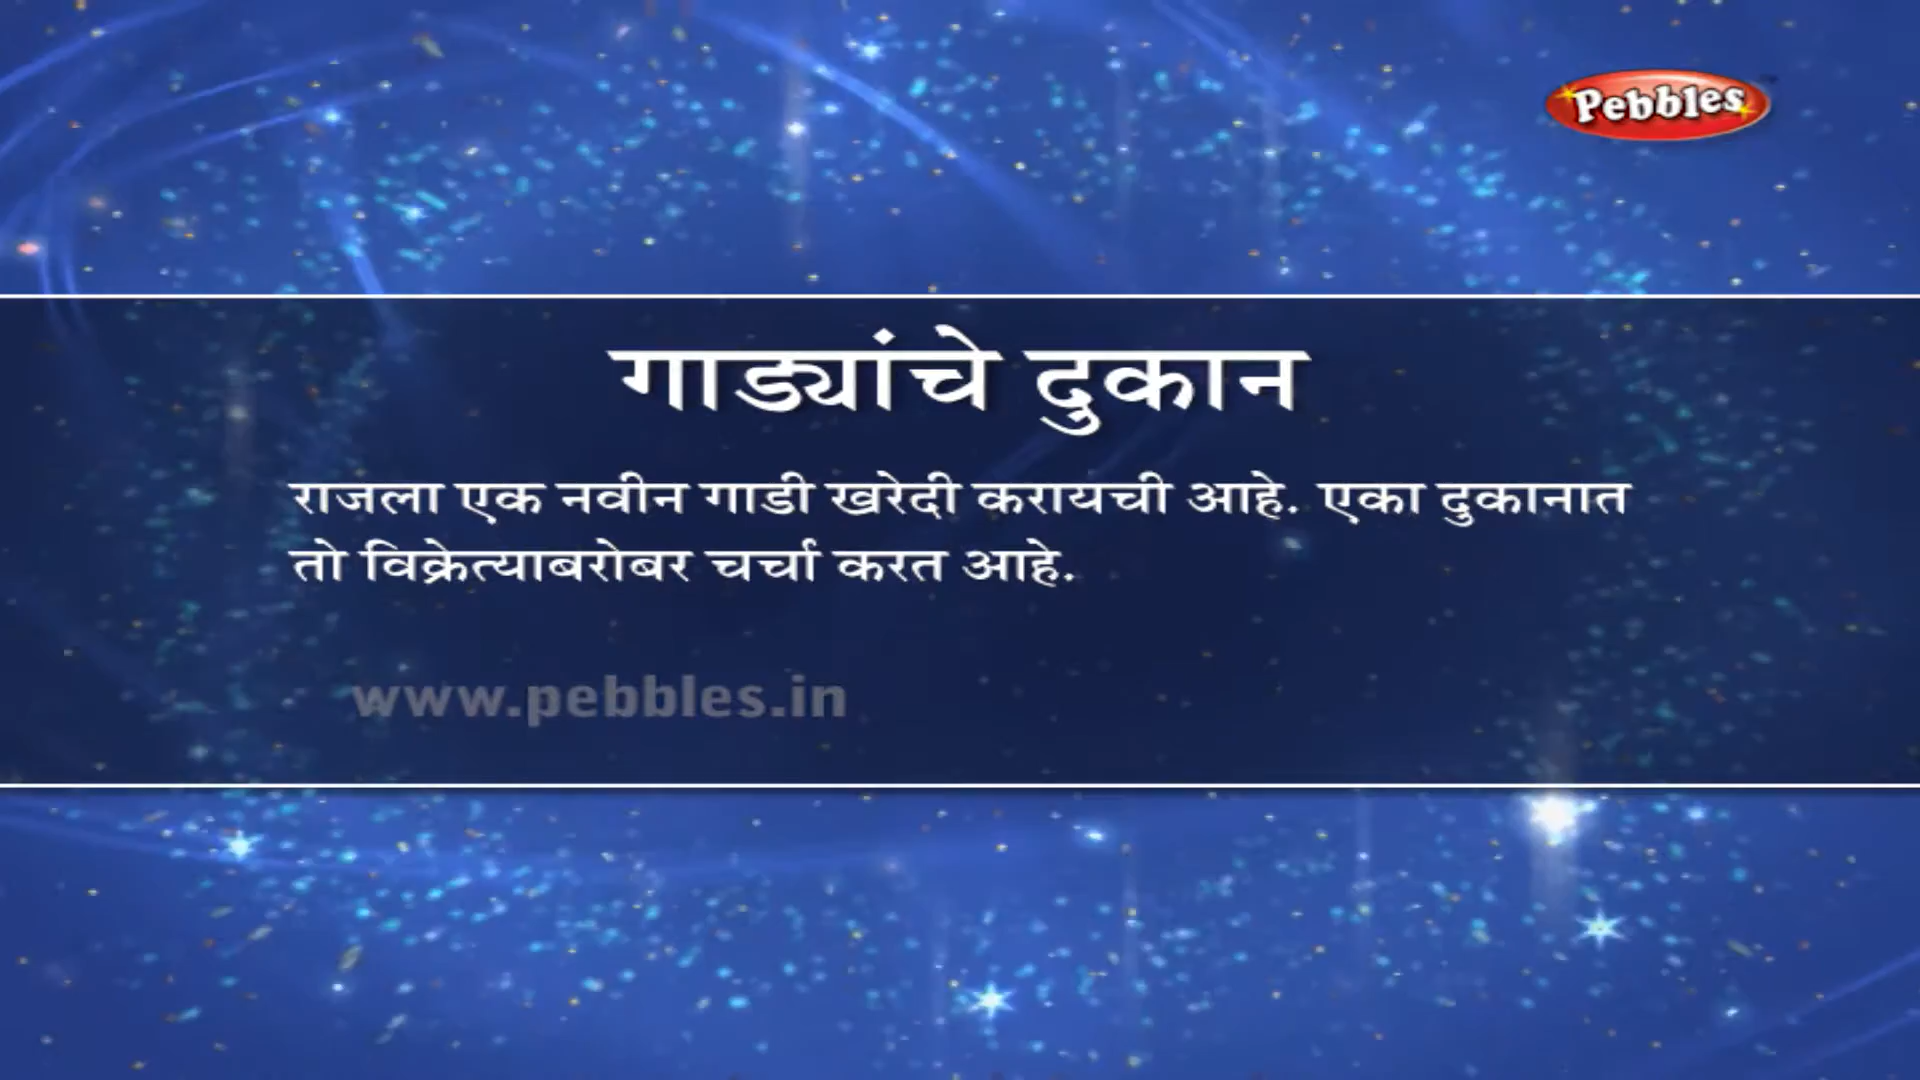 Pebbles
गाड्यांचे दुकान
राजला एक नवीन गाडी खरेदी करायची आहे. एका दुकानात
तो विक्रेत्याबरोबर चर्चा करत आहे.
www.pebbles.in